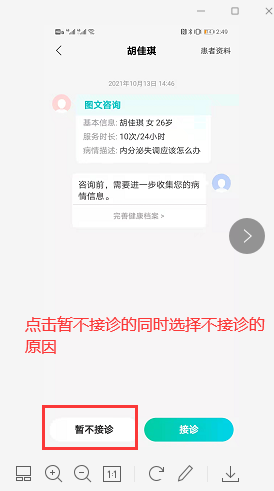 2:49
胡佳琪
患者资料
2021年10月13日 14:46
图文咨询
基本信息: 胡佳琪 女 26岁
服务时长: 10次/24小时
病情描述: 内分泌失调应该怎么办
咨询前，需要进一步收集您的病
情信息。
完善健康档案 >
点击暂不接诊的同时选择不接诊的
原因
暂不接诊
接诊
1:1